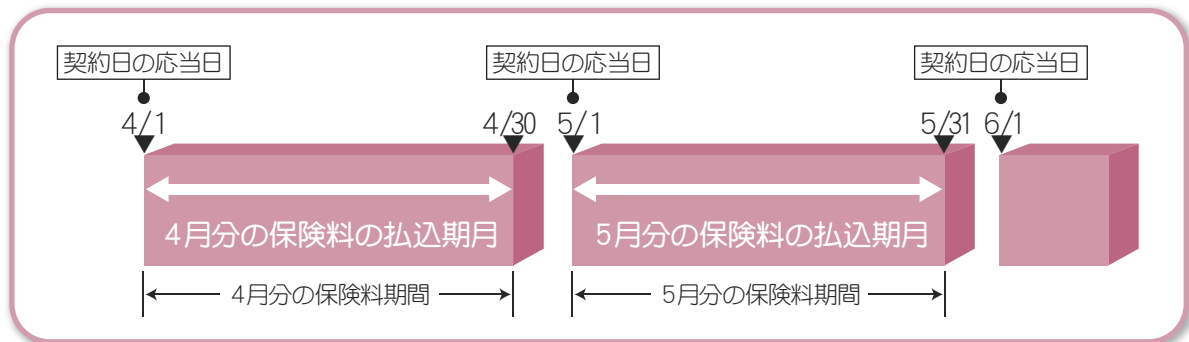 契約日の応当日 契約日の応当日 契約日の応当日
4/1 4/30 5/1 5/31 6/1
4月分の保険料の払込期月 5月分の保険料の払込期月
4月分の保険料期間 5月分の保険料期間